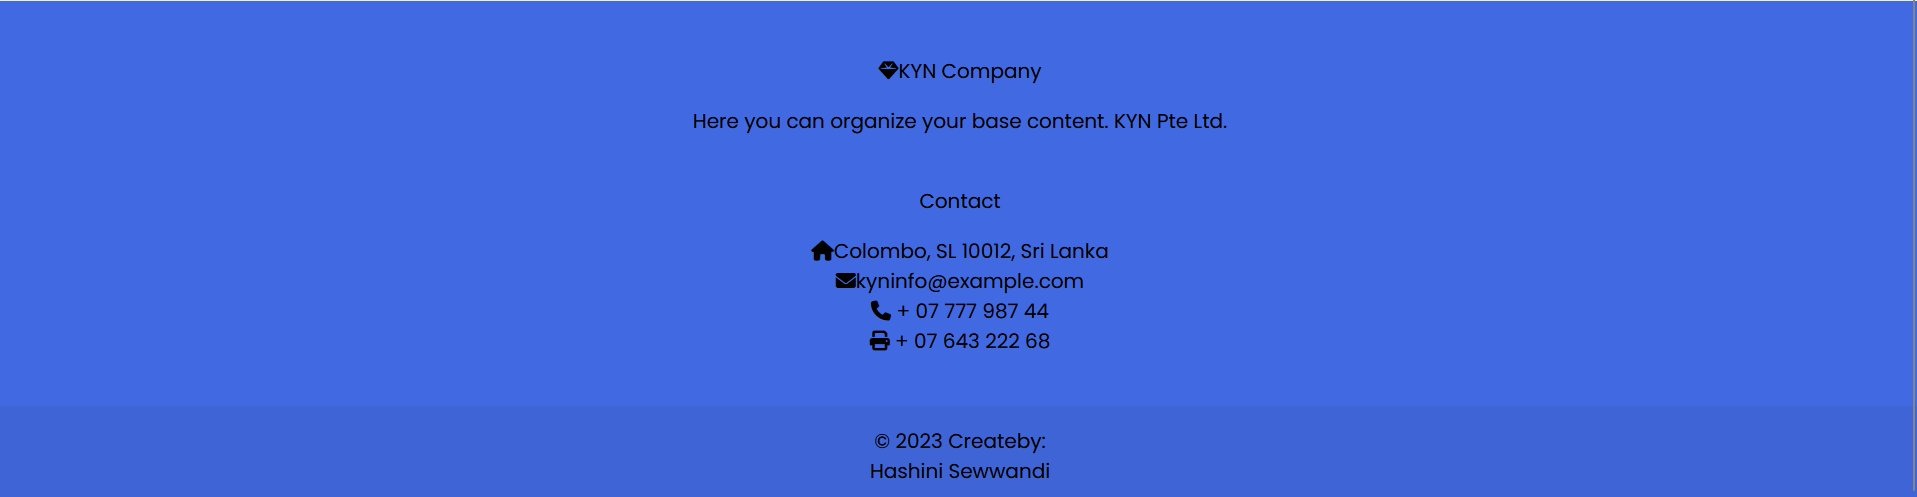 KYN Company
Here you can organize your base content. KYN Pte Ltd.
Contact
Colombo, SL 10012, Sri Lanka
kyninfo@example.com
+ 07 777 987 44
+ 07 643 222 68
© 2023 Createby:
Hashini Sewwandi